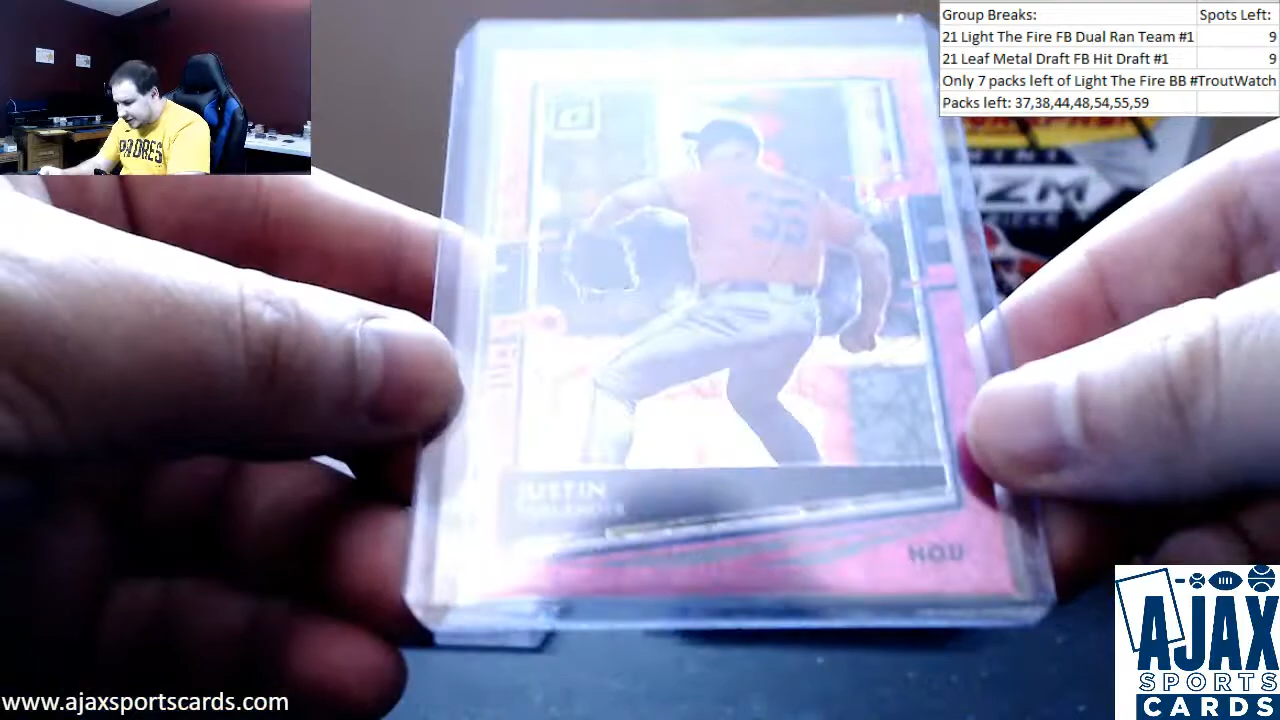 Group Breaks: Spots Left:
21 Light The Fire FB Dual Ran Team #1 9
21 Leaf Metal Draft FB Hit Draft #1 9
Only 7 packs left of Light The Fire BB #TroutWatch
Packs left: 37,38,44,48,54,55,59
PADRES
35
JUSTIN
VERLANDER
HOU
www.ajaxsportscards.com
AJAX
SPORTS
CARDS